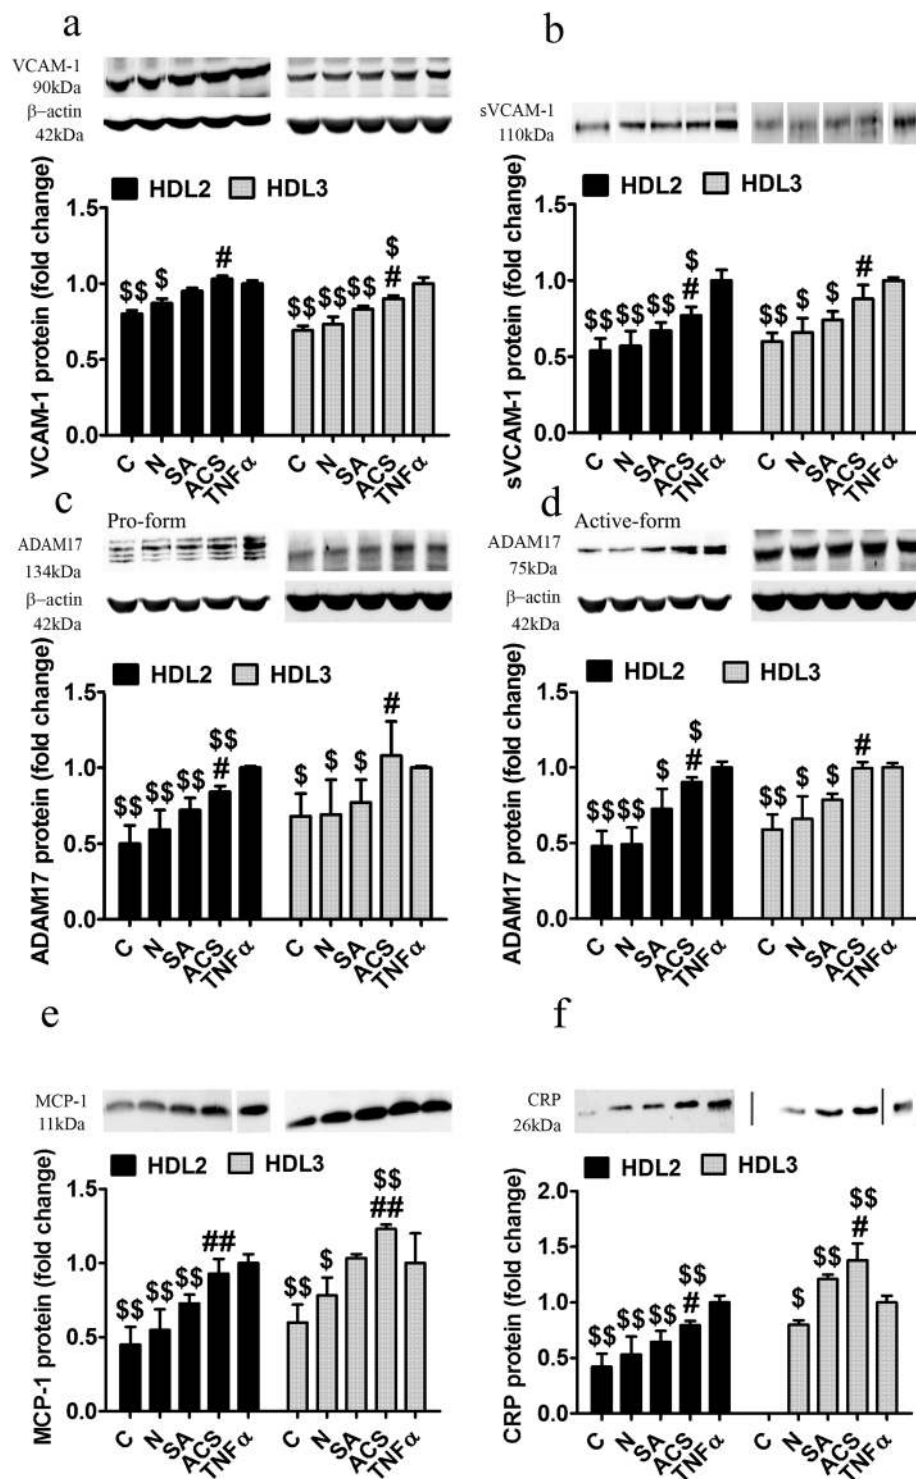 a
VCAM-1
90kDa
β−actin
42kDa
HDL2 HDL3
VCAM-1 protein (fold change)
1.5
1.0
0.5
0.0
$$ $ # $$ $$ $$ $ #
C N SA ACS TNFα C N SA ACS TNFα
b
sVCAM-1
110kDa
HDL2 HDL3
sVCAM-1 protein (fold change)
1.5
1.0
0.5
0.0
$$ $$ $$ $ # $$ $ $ #
C N SA ACS TNFα C N SA ACS TNFα
c
Pro-form
ADAM17
134kDa
β−actin
42kDa
HDL2 HDL3
ADAM17 protein (fold change)
1.5
1.0
0.5
0.0
$$ $$ $$ $$ # $ $ $ #
C N SA ACS TNFα C N SA ACS TNFα
d
Active-form
ADAM17
75kDa
β−actin
42kDa
HDL2 HDL3
ADAM17 protein (fold change)
1.5
1.0
0.5
0.0
$$ $$ $ $ # $$ $ $ #
C N SA ACS TNFα C N SA ACS TNFα
e
MCP-1
11kDa
HDL2 HDL3
MCP-1 protein (fold change)
1.5
1.0
0.5
0.0
$$ $$ $$ ## $$ $ $$ ##
C N SA ACS TNFα C N SA ACS TNFα
f
CRP
26kDa
HDL2 HDL3
CRP protein (fold change)
2.0
1.5
1.0
0.5
0.0
$$ $$ $$ $$ # $ $$ $$ #
C N SA ACS TNFα C N SA ACS TNFα